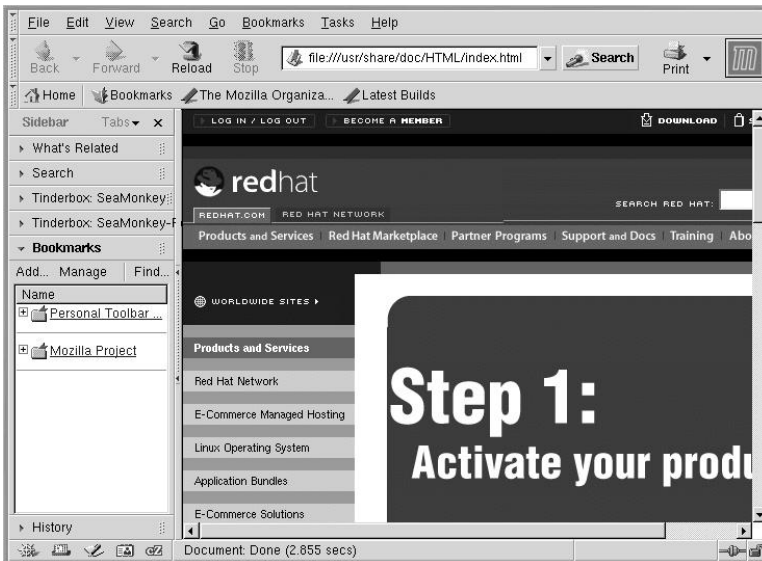 File Edit View Search Go Bookmarks Tasks Help
Back Forward Reload Stop file:///usr/share/doc/HTML/index.html Search Print
Home Bookmarks The Mozilla Organiza... Latest Builds
Sidebar Tabs
What's Related
Search
Tinderbox: SeaMonkey
Tinderbox: SeaMonkey-
Bookmarks
Add... Manage Find...
Name
Personal Toolbar ...
Mozilla Project
History
LOG IN / LOG OUT BECOME A MEMBER DOWNLOAD
redhat
SEARCH RED HAT:
REDHAT.COM RED HAT NETWORK
Products and Services Red Hat Marketplace Partner Programs Support and Docs Training Abo
WORLDWIDE SITES
Products and Services
Red Hat Network
E-Commerce Managed Hosting
Linux Operating System
Application Bundles
E-Commerce Solutions
Step 1:
Activate your produ
Document: Done (2.855 secs)